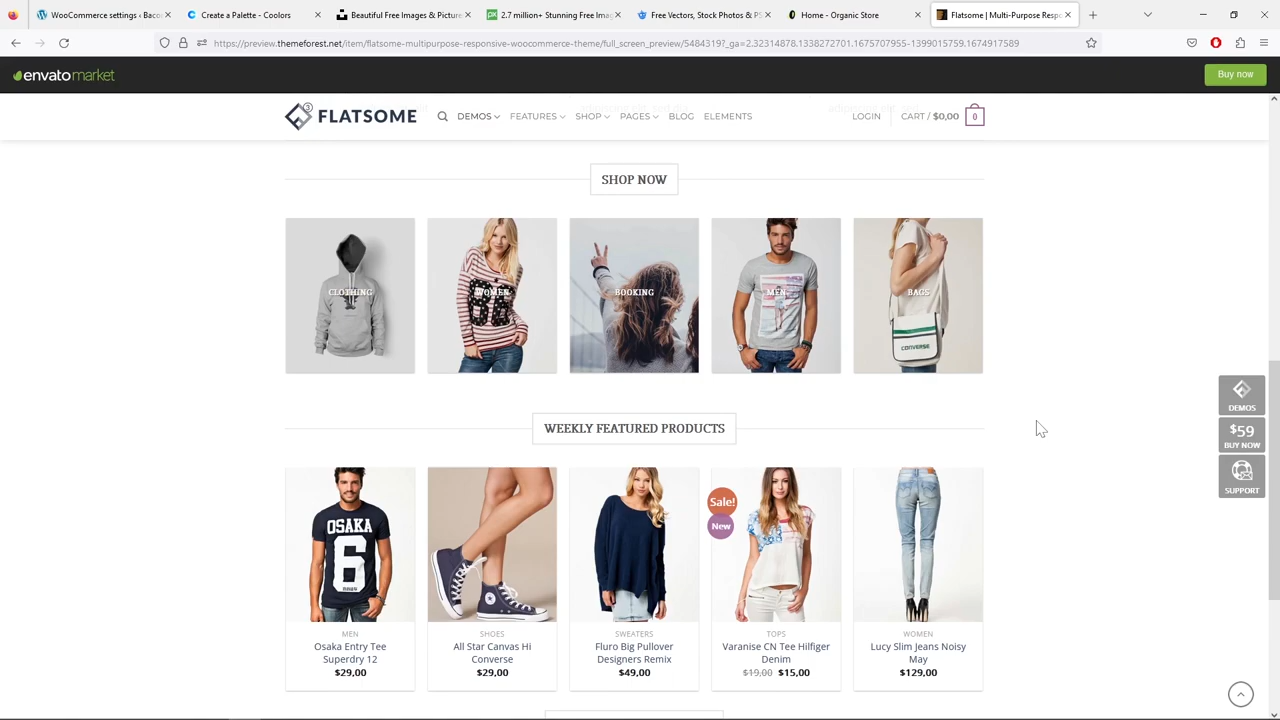 WooCommerce settings ‹ Baco
Create a Palette - Coolors
Beautiful Free Images & Picture
2.7 million+ Stunning Free Imag
Free Vectors, Stock Photos & PS
Home - Organic Store
Flatsome | Multi-Purpose Respo
https://preview.themeforest.net/item/flatsome-multipurpose-responsive-woocommerce-theme/full_screen_preview/5484319?_ga=2.32314878.1338272701.1675707955-1399015759.1674917589
envatomarket
Buy now
3 FLATSOME
DEMOS FEATURES SHOP PAGES BLOG ELEMENTS
LOGIN CART / $0,00 0
SHOP NOW
CLOTHING WOMEN BOOKING MEN BAGS
CONVERSE
DEMOS
$59
BUY NOW
SUPPORT
WEEKLY FEATURED PRODUCTS
OSAKA
6
Sale!
New
MEN
Osaka Entry Tee
Superdry 12
$29,00
SHOES
All Star Canvas Hi
Converse
$29,00
SWEATERS
Fluro Big Pullover
Designers Remix
$49,00
TOPS
Varanise CN Tee Hilfiger
Denim
$19,00 $15,00
WOMEN
Lucy Slim Jeans Noisy
May
$129,00